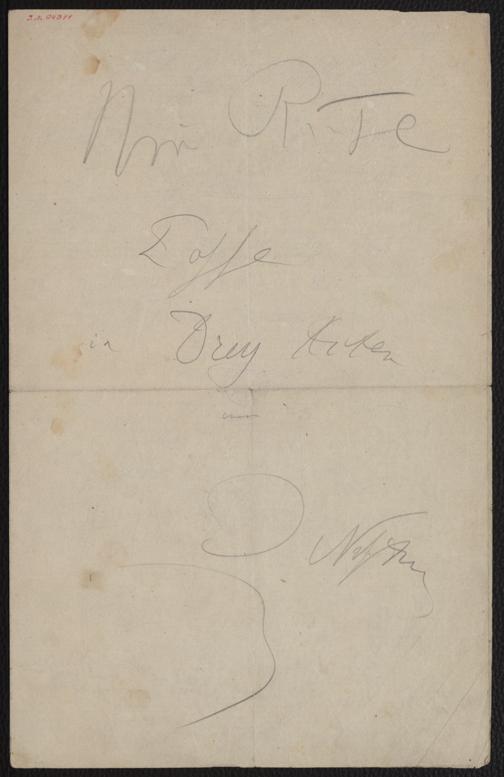 Nur Ruhe
Posse
in Drey Acten
von
J Nestroy